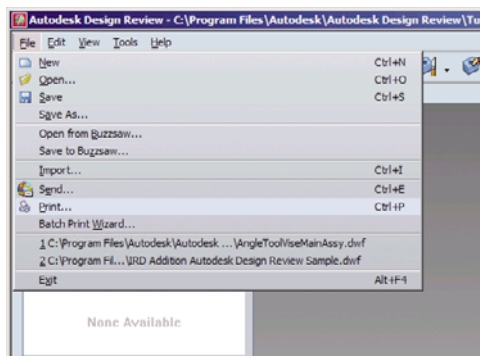 Autodesk Design Review - C:\Program Files\Autodesk\Autodesk Design Review\Tu
File Edit View Tools Help
New Ctrl+N
Open... Ctrl+O
Save Ctrl+S
Save As...
Open from Buzzsaw...
Save to Buzzsaw...
Import... Ctrl+I
Send... Ctrl+E
Print... Ctrl+P
Batch Print Wizard...
1 C:\Program Files\Autodesk\Autodesk ...\AngleToolViseMainAssy.dwf
2 C:\Program Fil...\IRD Addition Autodesk Design Review Sample.dwf
Exit Alt+F4
None Available